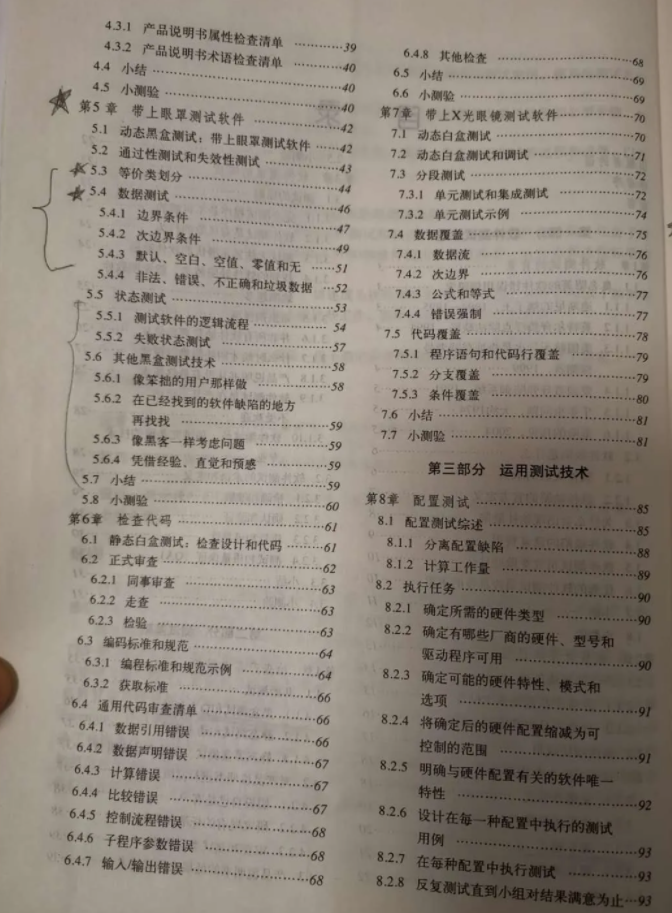 4.3.1 产品说明书属性检查清单 …………39
4.3.2 产品说明书术语检查清单 …………40
4.4 小结 …………40
4.5 小测验 …………40
第5章 带上眼罩测试软件 …………42
5.1 动态黑盒测试：带上眼罩测试软件 ……42
5.2 通过性测试和失效性测试 …………43
5.3 等价类划分 …………44
5.4 数据测试 …………46
5.4.1 边界条件 …………47
5.4.2 次边界条件 …………49
5.4.3 默认、空白、空值、零值和无 ……51
5.4.4 非法、错误、不正确和垃圾数据 …52
5.5 状态测试 …………53
5.5.1 测试软件的逻辑流程 …………54
5.5.2 失败状态测试 …………57
5.6 其他黑盒测试技术 …………58
5.6.1 像笨拙的用户那样做 …………58
5.6.2 在已经找到的软件缺陷的地方
再找找 …………59
5.6.3 像黑客一样考虑问题 …………59
5.6.4 凭借经验、直觉和预感 …………59
5.7 小结 …………59
5.8 小测验 …………60
第6章 检查代码 …………61
6.1 静态白盒测试：检查设计和代码 ………61
6.2 正式审查 …………62
6.2.1 同事审查 …………63
6.2.2 走查 …………63
6.2.3 检验 …………63
6.3 编码标准和规范 …………64
6.3.1 编程标准和规范示例 …………64
6.3.2 获取标准 …………66
6.4 通用代码审查清单 …………66
6.4.1 数据引用错误 …………66
6.4.2 数据声明错误 …………67
6.4.3 计算错误 …………67
6.4.4 比较错误 …………67
6.4.5 控制流程错误 …………68
6.4.6 子程序参数错误 …………68
6.4.7 输入/输出错误 …………68
6.4.8 其他检查 …………68
6.5 小结 …………69
6.6 小测验 …………69
第7章 带上X光眼镜测试软件 …………70
7.1 动态白盒测试 …………70
7.2 动态白盒测试和调试 …………71
7.3 分段测试 …………72
7.3.1 单元测试和集成测试 …………72
7.3.2 单元测试示例 …………74
7.4 数据覆盖 …………75
7.4.1 数据流 …………76
7.4.2 次边界 …………76
7.4.3 公式和等式 …………77
7.4.4 错误强制 …………77
7.5 代码覆盖 …………78
7.5.1 程序语句和代码行覆盖 …………79
7.5.2 分支覆盖 …………79
7.5.3 条件覆盖 …………80
7.6 小结 …………81
7.7 小测验 …………81
第三部分 运用测试技术
第8章 配置测试 …………85
8.1 配置测试综述 …………85
8.1.1 分离配置缺陷 …………88
8.1.2 计算工作量 …………89
8.2 执行任务 …………90
8.2.1 确定所需的硬件类型 …………90
8.2.2 确定有哪些厂商的硬件、型号和
驱动程序可用 …………90
8.2.3 确定可能的硬件特性、模式和
选项 …………91
8.2.4 将确定后的硬件配置缩减为可
控制的范围 …………91
8.2.5 明确与硬件配置有关的软件唯一
特性 …………92
8.2.6 设计在每一种配置中执行的测试
用例 …………93
8.2.7 在每种配置中执行测试 …………93
8.2.8 反复测试直到小组对结果满意为止…93